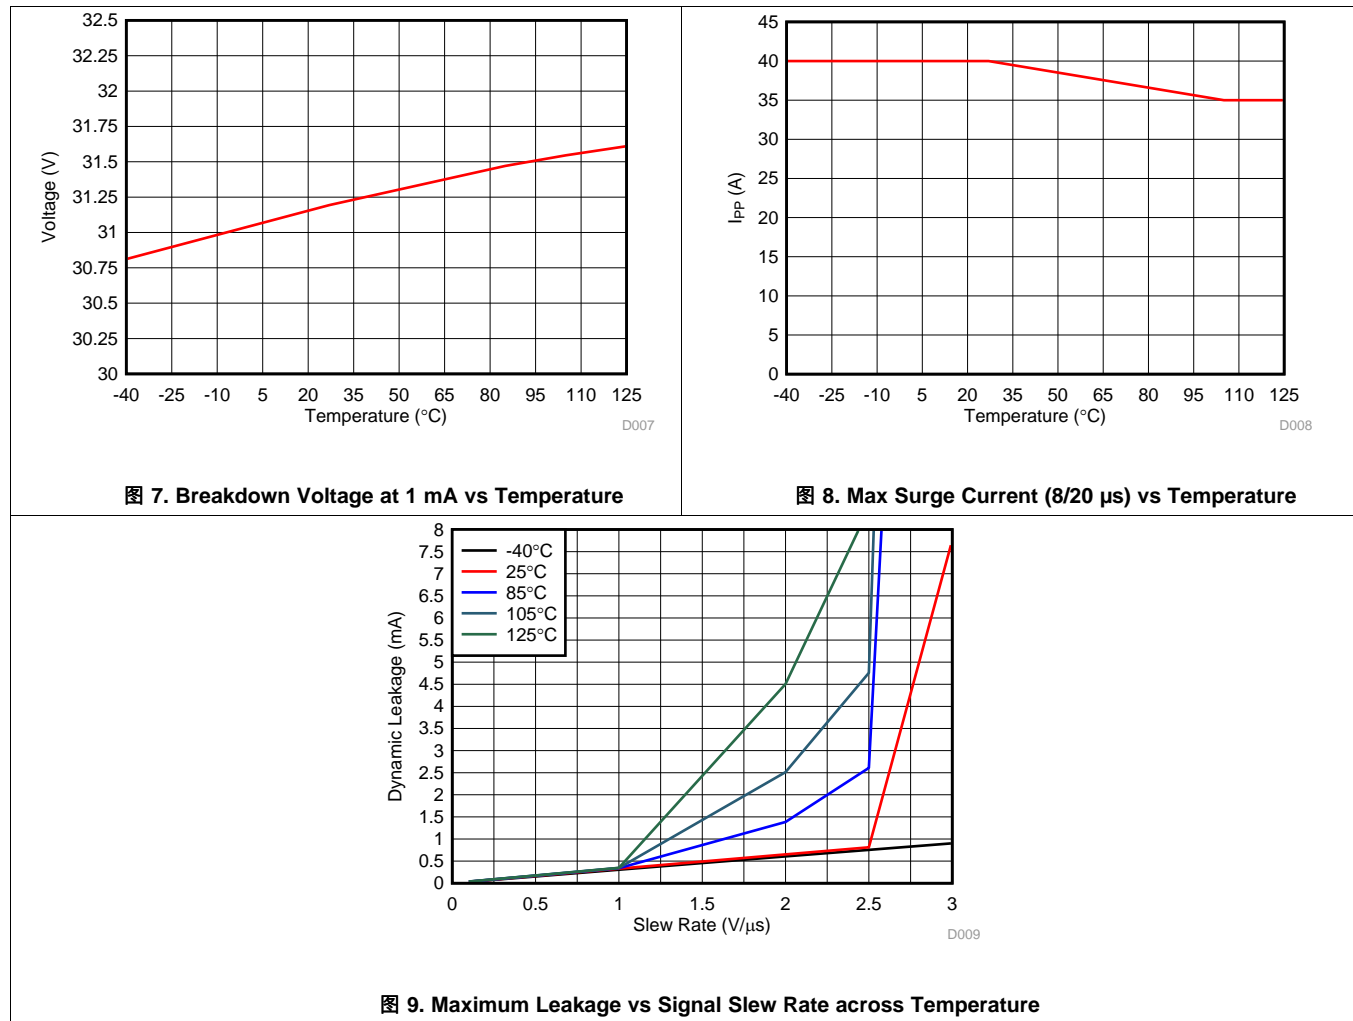 32.5
32.25
32
31.75
31.5
31.25
31
30.75
30.5
30.25
30
Voltage (V)
-40 -25 -10 5 20 35 50 65 80 95 110 125
Temperature (°C)
D007
图 7. Breakdown Voltage at 1 mA vs Temperature
45
40
35
30
25
20
15
10
5
0
IPP (A)
-40 -25 -10 5 20 35 50 65 80 95 110 125
Temperature (°C)
D008
图 8. Max Surge Current (8/20 µs) vs Temperature
8
7.5
7
6.5
6
5.5
5
4.5
4
3.5
3
2.5
2
1.5
1
0.5
0
Dynamic Leakage (mA)
-40°C
25°C
85°C
105°C
125°C
0 0.5 1 1.5 2 2.5 3
Slew Rate (V/µs)
D009
图 9. Maximum Leakage vs Signal Slew Rate across Temperature